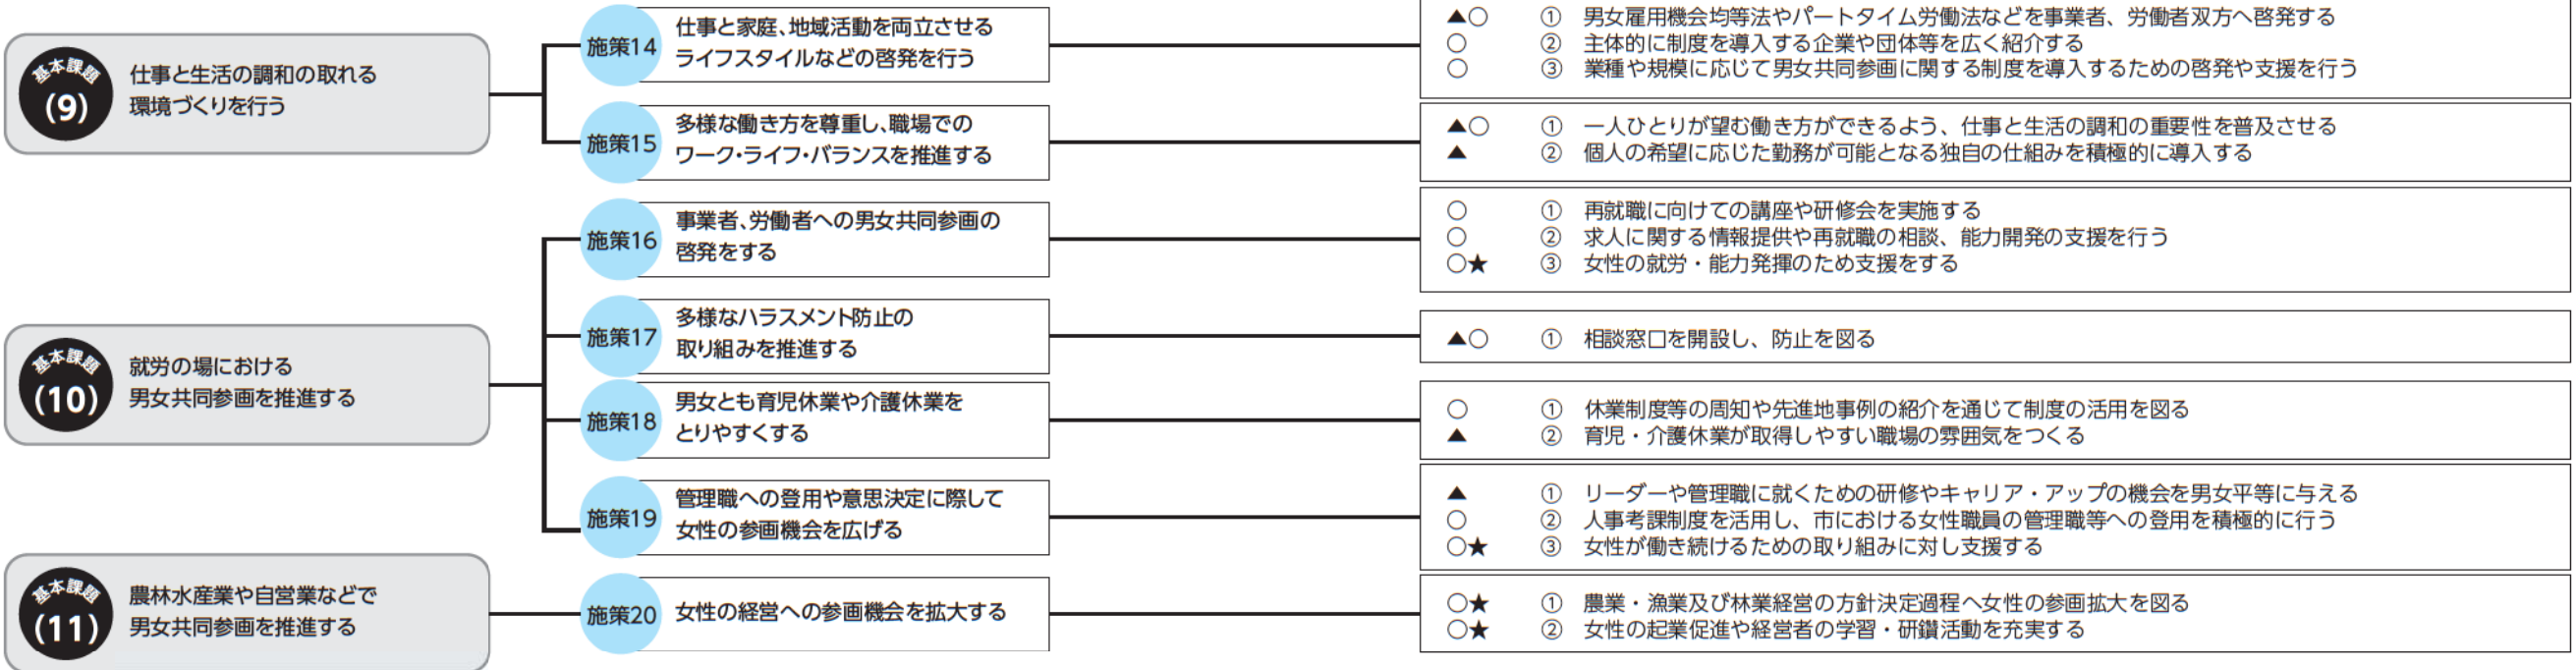 基本課題
(9)
仕事と生活の調和の取れる
環境づくりを行う
施策14
仕事と家庭、地域活動を両立させる
ライフスタイルなどの啓発を行う
▲○ ① 男女雇用機会均等法やパートタイム労働法などを事業者、労働者双方へ啓発する
○ ② 主体的に制度を導入する企業や団体等を広く紹介する
○ ③ 業種や規模に応じて男女共同参画に関する制度を導入するための啓発や支援を行う
施策15
多様な働き方を尊重し、職場での
ワーク・ライフ・バランスを推進する
▲○ ① 一人ひとりが望む働き方ができるよう、仕事と生活の調和の重要性を普及させる
▲ ② 個人の希望に応じた勤務が可能となる独自の仕組みを積極的に導入する
基本課題
(10)
就労の場における
男女共同参画を推進する
施策16
事業者、労働者への男女共同参画の
啓発をする
○ ① 再就職に向けての講座や研修会を実施する
○ ② 求人に関する情報提供や再就職の相談、能力開発の支援を行う
○★ ③ 女性の就労・能力発揮のため支援をする
施策17
多様なハラスメント防止の
取り組みを推進する
▲○ ① 相談窓口を開設し、防止を図る
施策18
男女とも育児休業や介護休業を
とりやすくする
○ ① 休業制度等の周知や先進地事例の紹介を通じて制度の活用を図る
▲ ② 育児・介護休業が取得しやすい職場の雰囲気をつくる
施策19
管理職への登用や意思決定に際して
女性の参画機会を広げる
▲ ① リーダーや管理職に就くための研修やキャリア・アップの機会を男女平等に与える
○ ② 人事考課制度を活用し、市における女性職員の管理職等への登用を積極的に行う
○★ ③ 女性が働き続けるための取り組みに対し支援する
基本課題
(11)
農林水産業や自営業などで
男女共同参画を推進する
施策20
女性の経営への参画機会を拡大する
○★ ① 農業・漁業及び林業経営の方針決定過程へ女性の参画拡大を図る
○★ ② 女性の起業促進や経営者の学習・研鑽活動を充実する